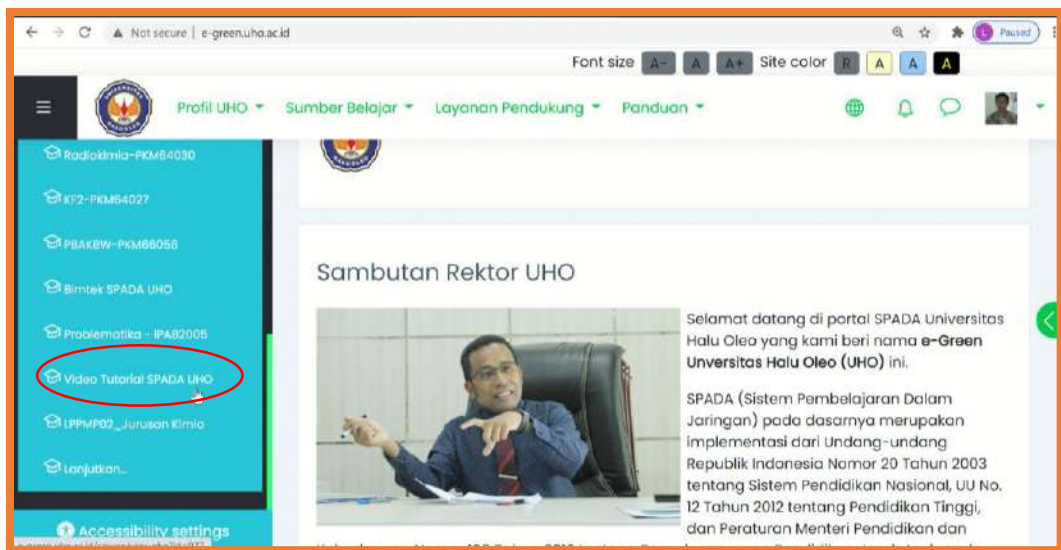 Not secure | e-green.uho.ac.id
Paused
Font size A- A A+ Site color R A A A
Profil UHO Sumber Belajar Layanan Pendukung Panduan
Radiokimia-PKM64030
KF2-PKM64027
PBAKBW-PKM66058
Bimtek SPADA UHO
Problematika - IPA82005
Video Tutorial SPADA UHO
LPPMP02_Jurusan Kimia
Lanjutkan...
Accessibility settings
Sambutan Rektor UHO
Selamat datang di portal SPADA Universitas
Halu Oleo yang kami beri nama e-Green
Unversitas Halu Oleo (UHO) ini.
SPADA (Sistem Pembelajaran Dalam
Jaringan) pada dasarnya merupakan
implementasi dari Undang-undang
Republik Indonesia Nomor 20 Tahun 2003
tentang Sistem Pendidikan Nasional, UU No.
12 Tahun 2012 tentang Pendidikan Tinggi,
dan Peraturan Menteri Pendidikan dan